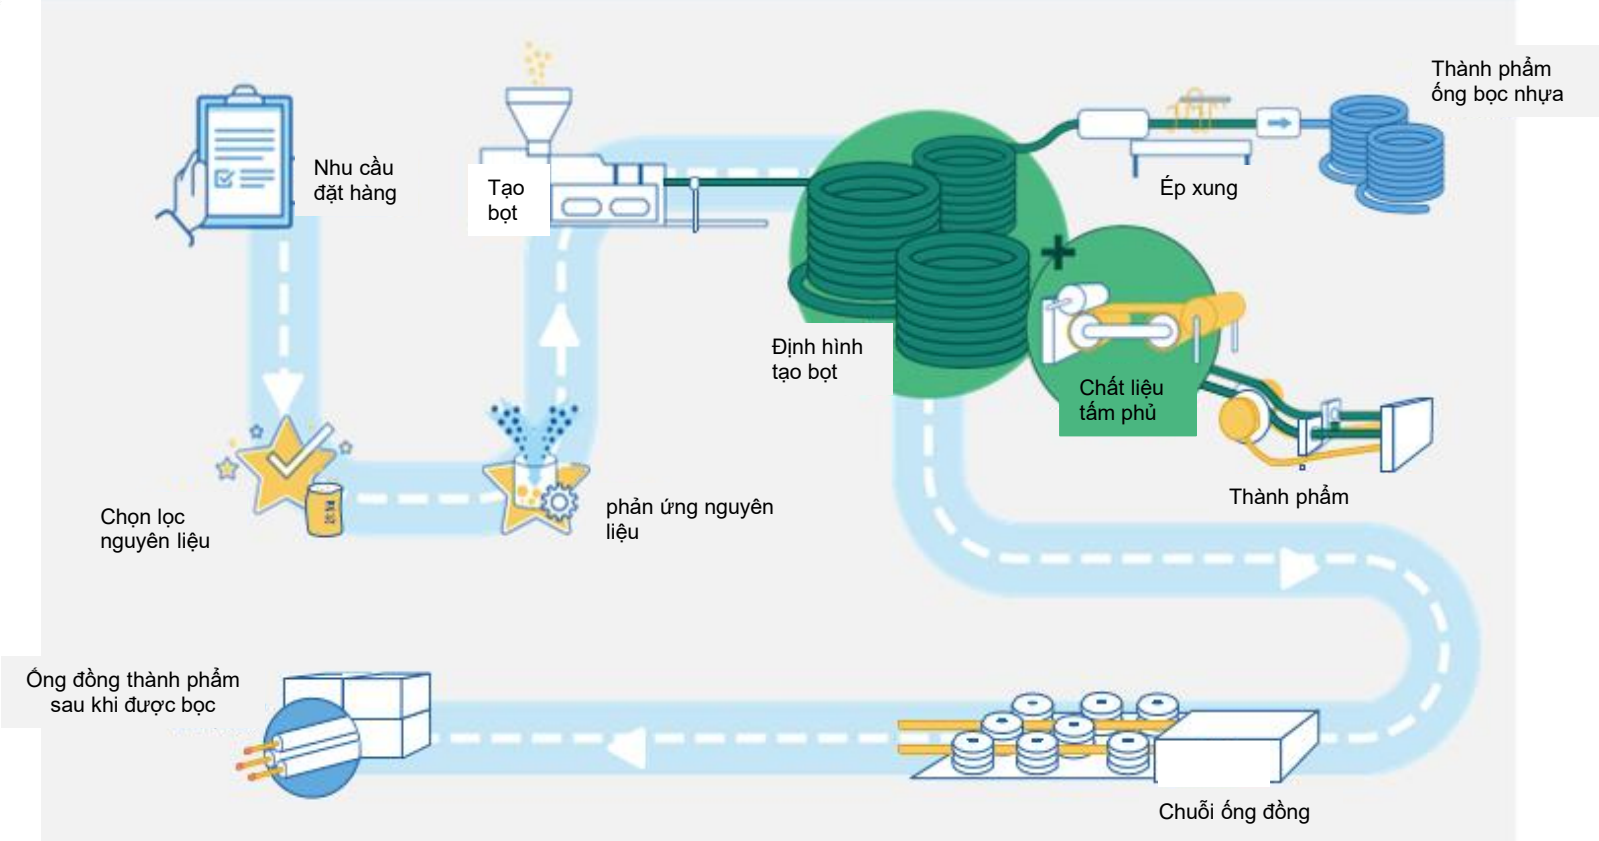 Nhu cầu
đặt hàng
Chọn lọc
nguyên liệu
phản ứng nguyên
liệu
Tạo
bọt
Định hình
tạo bọt
Ép xung
Thành phẩm
ống bọc nhựa
Chất liệu
tấm phủ
Thành phẩm
Chuỗi ống đồng
Ống đồng thành phẩm
sau khi được bọc